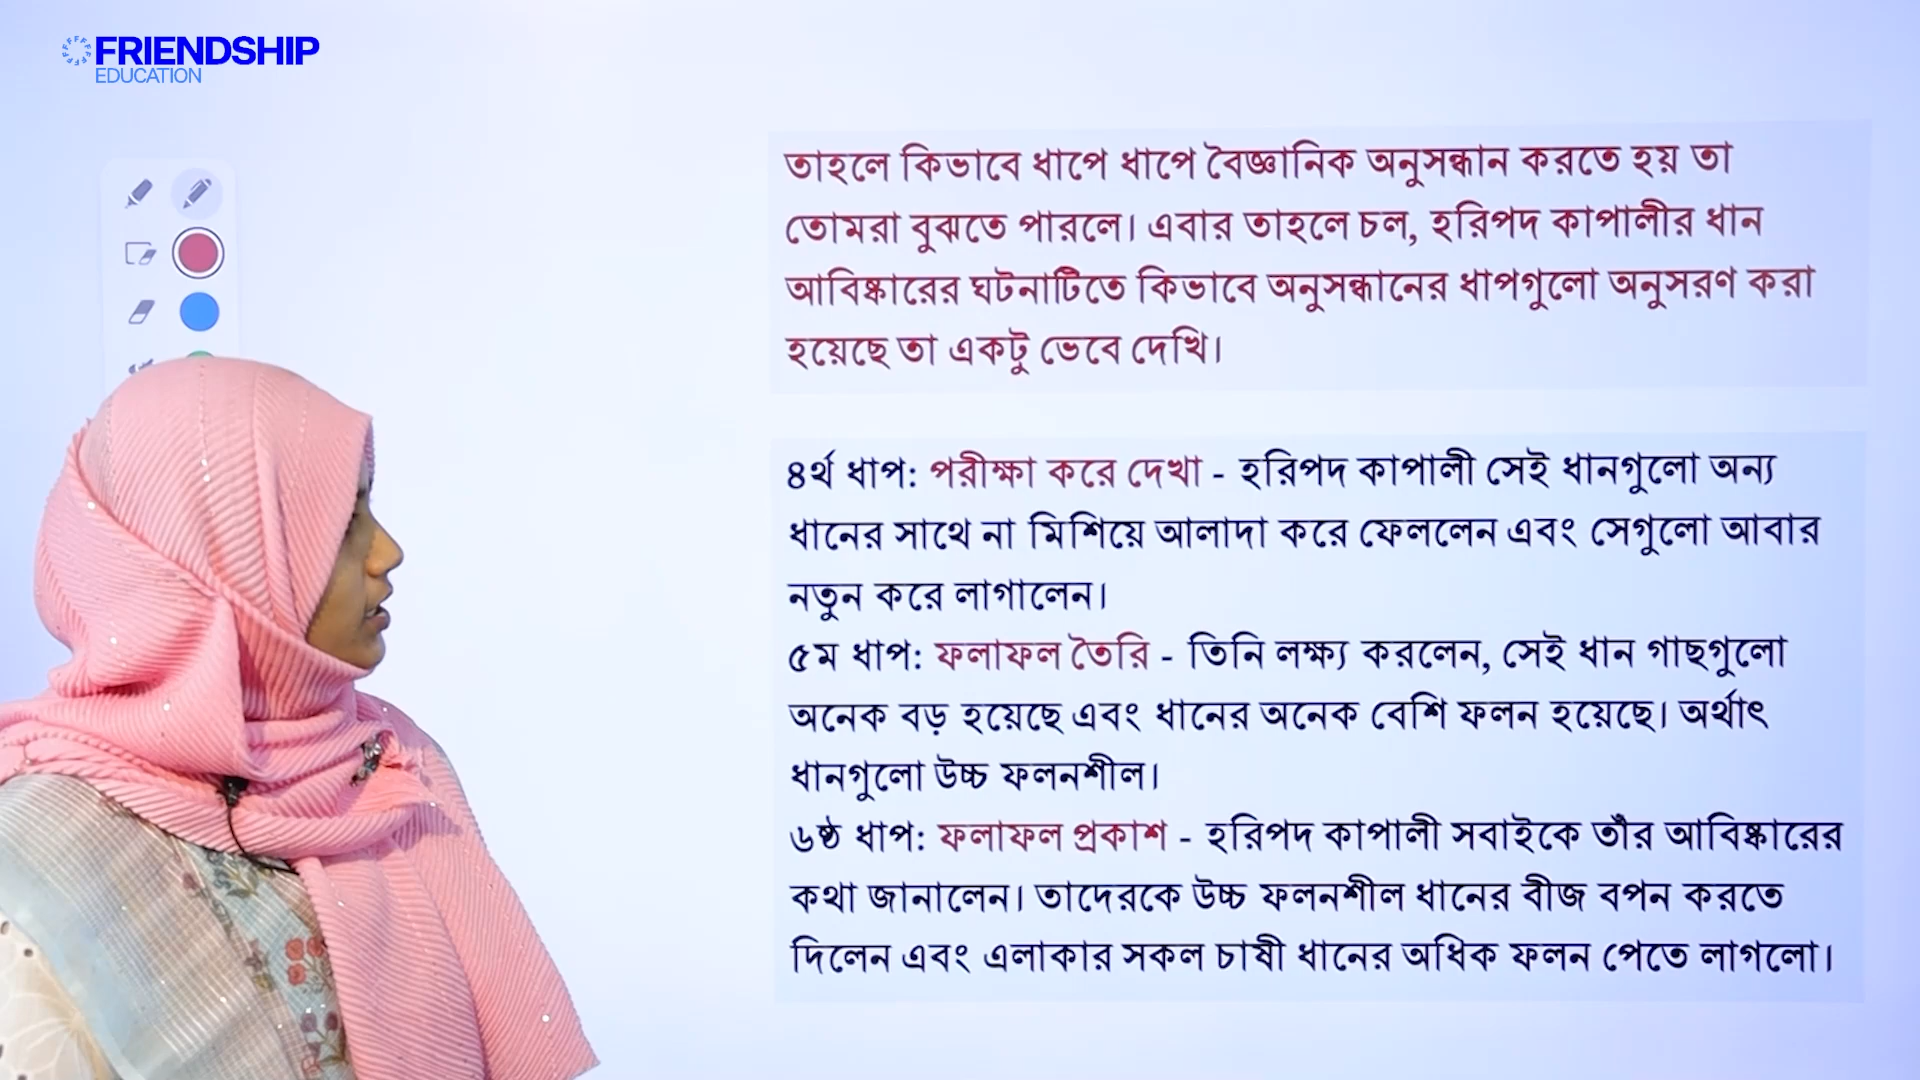 FRIENDSHIP
EDUCATION
তাহলে কিভাবে ধাপে ধাপে বৈজ্ঞানিক অনুসন্ধান করতে হয় তা
তোমরা বুঝতে পারলে। এবার তাহলে চল, হরিপদ কাপালীর ধান
আবিষ্কারের ঘটনাটিতে কিভাবে অনুসন্ধানের ধাপগুলো অনুসরণ করা
হয়েছে তা একটু ভেবে দেখি।
৪র্থ ধাপ: পরীক্ষা করে দেখা - হরিপদ কাপালী সেই ধানগুলো অন্য
ধানের সাথে না মিশিয়ে আলাদা করে ফেললেন এবং সেগুলো আবার
নতুন করে লাগালেন।
৫ম ধাপ: ফলাফল তৈরি - তিনি লক্ষ্য করলেন, সেই ধান গাছগুলো
অনেক বড় হয়েছে এবং ধানের অনেক বেশি ফলন হয়েছে। অর্থাৎ
ধানগুলো উচ্চ ফলনশীল।
৬ষ্ঠ ধাপ: ফলাফল প্রকাশ - হরিপদ কাপালী সবাইকে তাঁর আবিষ্কারের
কথা জানালেন। তাদেরকে উচ্চ ফলনশীল ধানের বীজ বপন করতে
দিলেন এবং এলাকার সকল চাষী ধানের অধিক ফলন পেতে লাগলো।